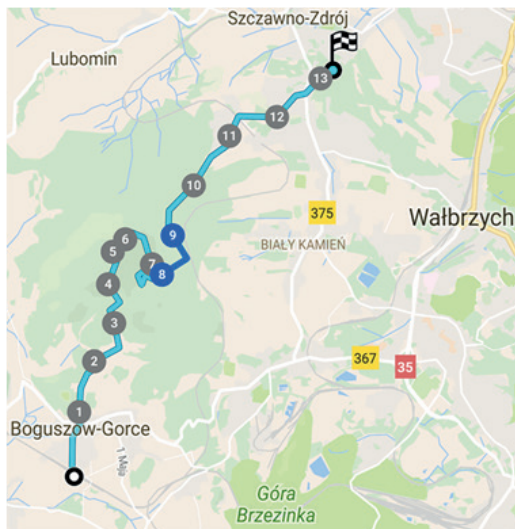 Szczawno-Zdrój
Lubomin
13
12
11
10
375
Wałbrzych
9
BIAŁY KAMIEŃ
6
5
7
8
4
3
367
35
2
1
Boguszów-Gorce
1 Maja
Góra
Brzezinka